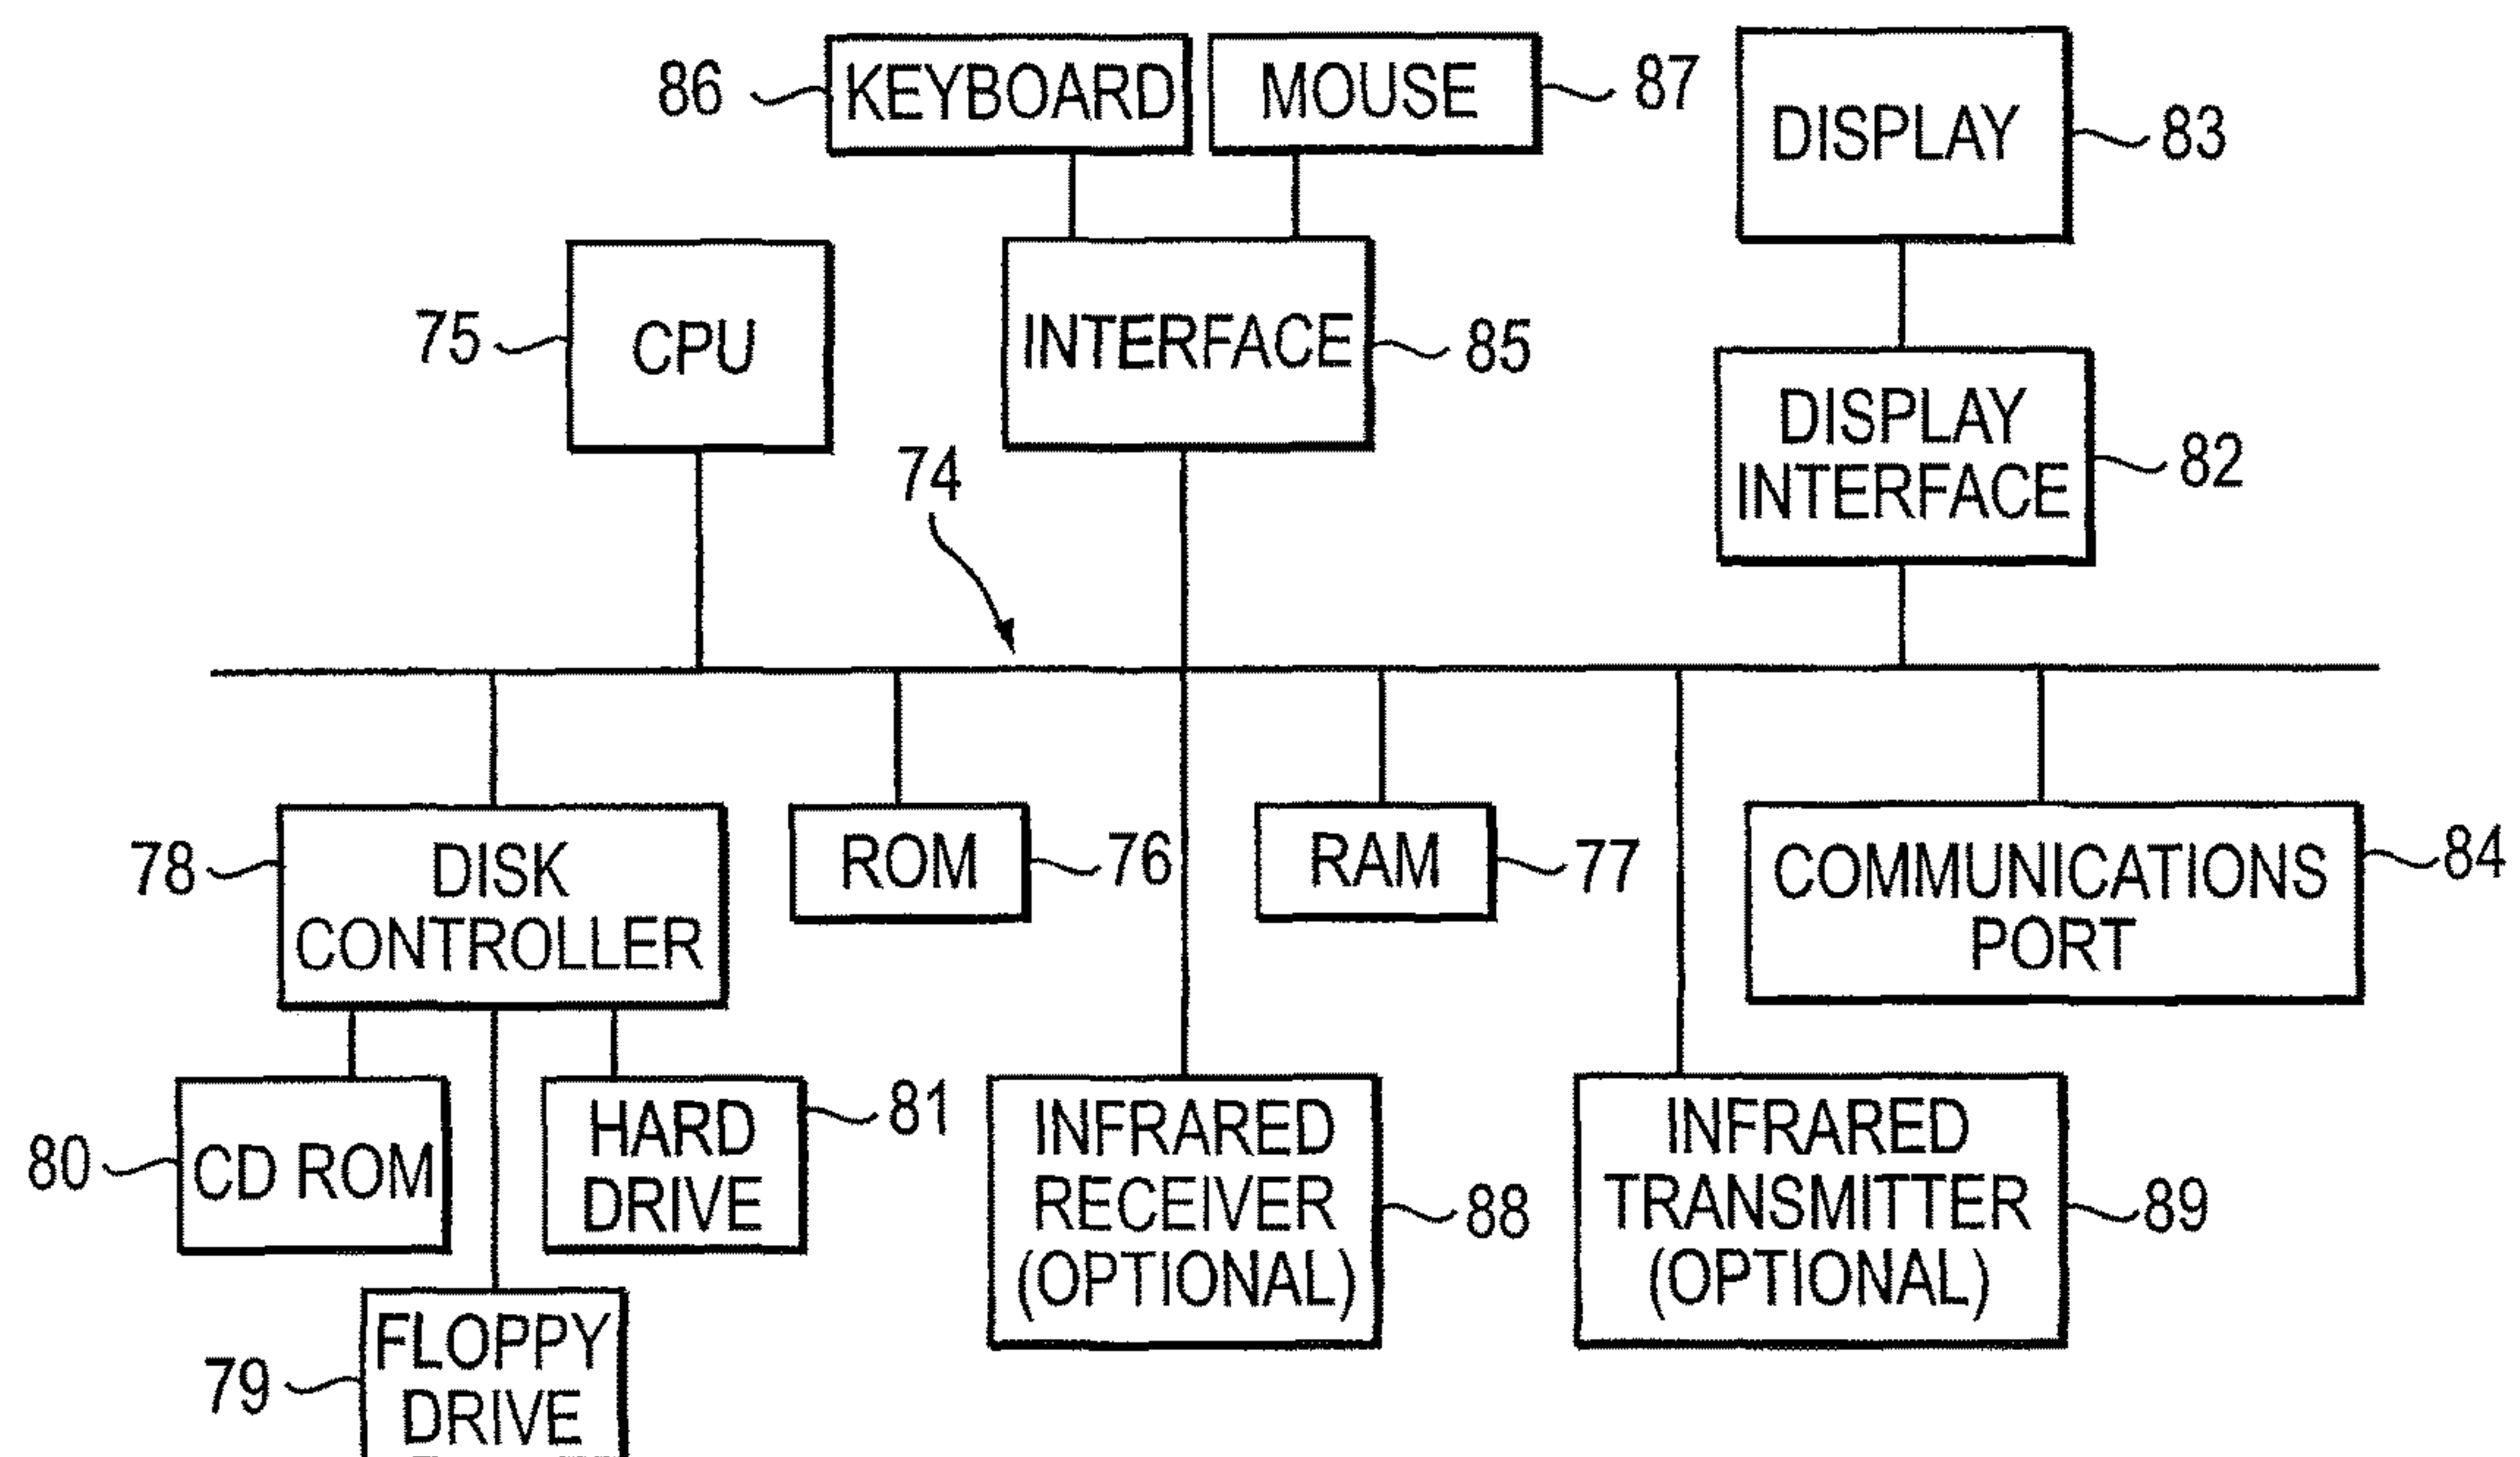 86
KEYBOARD
MOUSE
87
DISPLAY
83
75
CPU
INTERFACE
85
DISPLAY
INTERFACE
82
74
78
DISK
CONTROLLER
ROM
76
RAM
77
COMMUNICATIONS
PORT
84
80
CD ROM
HARD
DRIVE
81
INFRARED
RECEIVER
(OPTIONAL)
88
INFRARED
TRANSMITTER
(OPTIONAL)
89
79
FLOPPY
DRIVE